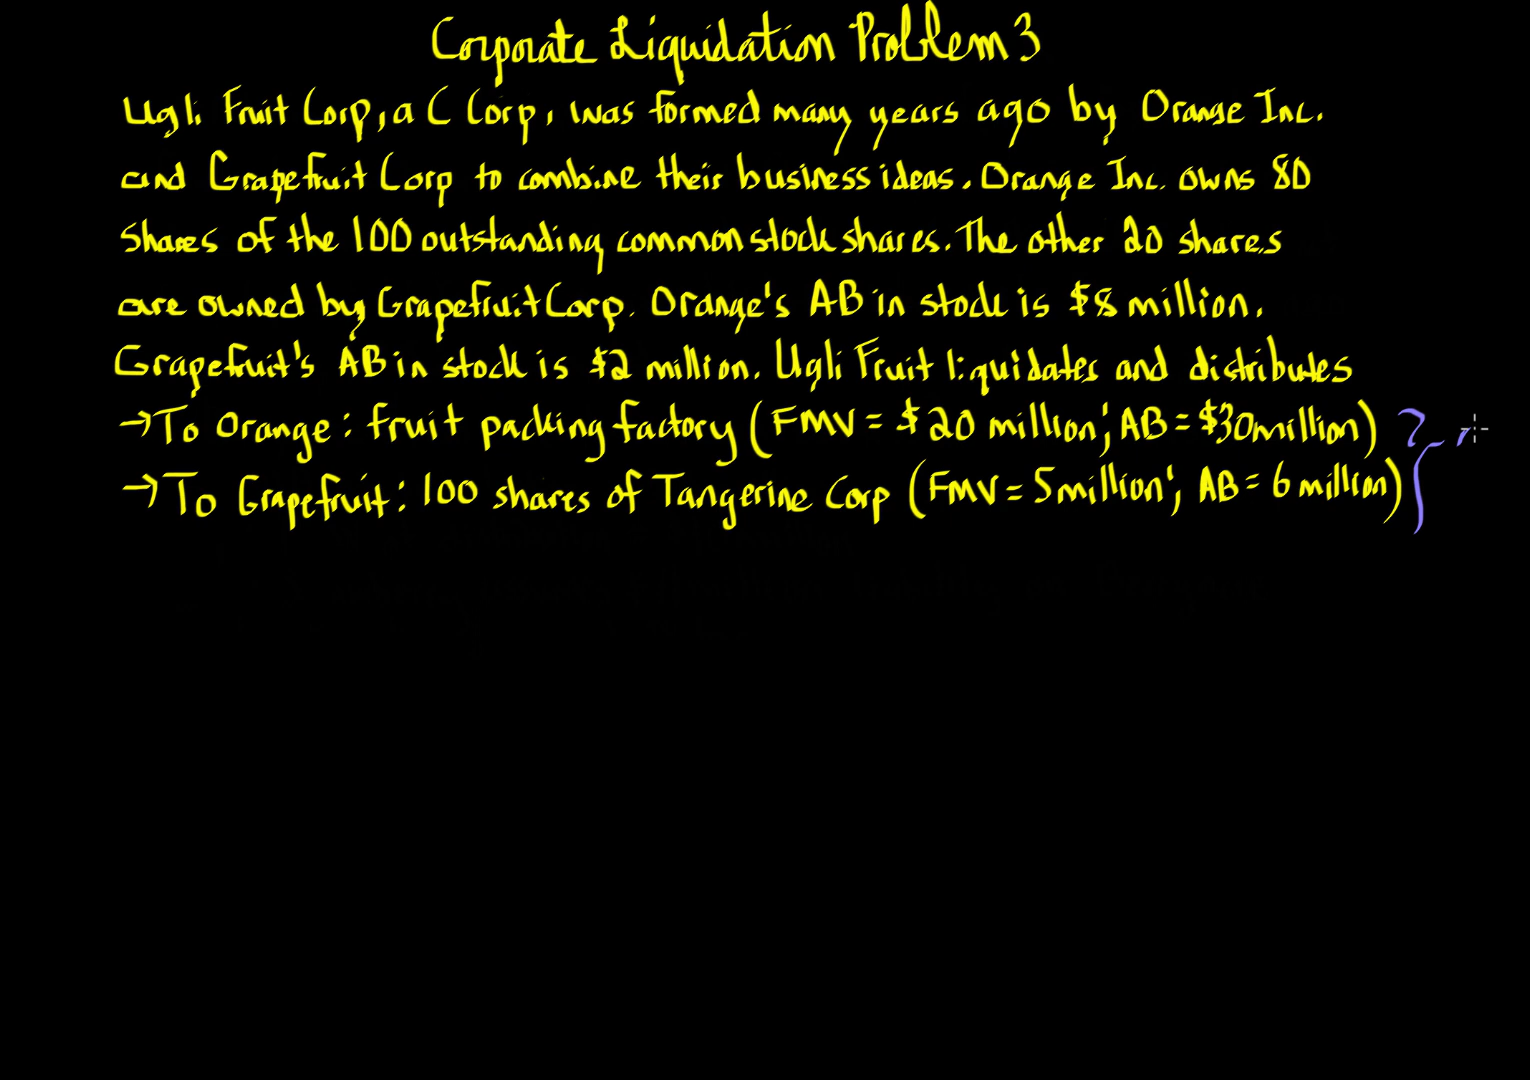 Corporate Liquidation Problem 3
Ugli Fruit Corp, a C Corp, was formed many years ago by Orange Inc.
and Grapefruit Corp to combine their business ideas. Orange Inc. owns 80
shares of the 100 outstanding common stock shares. The other 20 shares
are owned by Grapefruit Corp. Orange's AB in stock is $8 million.
Grapefruit's AB in stock is $2 million. Ugli Fruit liquidates and distributes
→To Orange: fruit packing factory (FMV = $20 million; AB = $30million)
→To Grapefruit: 100 shares of Tangerine Corp (FMV = 5million; AB = 6 million)